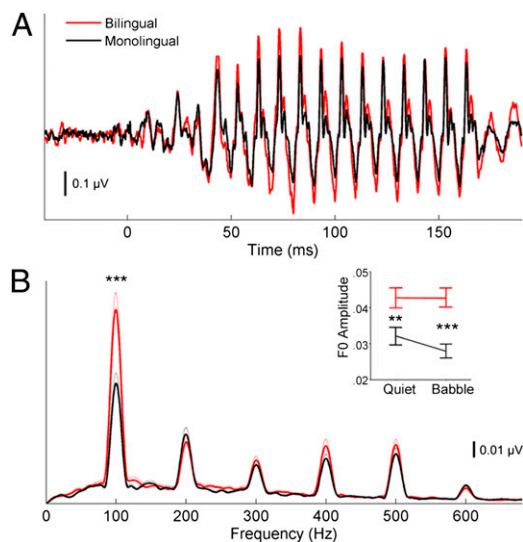 A
Bilingual
Monolingual
0.1 µV
0 50 100 150
Time (ms)
B
***
.05
.04
.03
.02
F0 Amplitude
**
***
Quiet Babble
0.01 µV
0 100 200 300 400 500 600
Frequency (Hz)